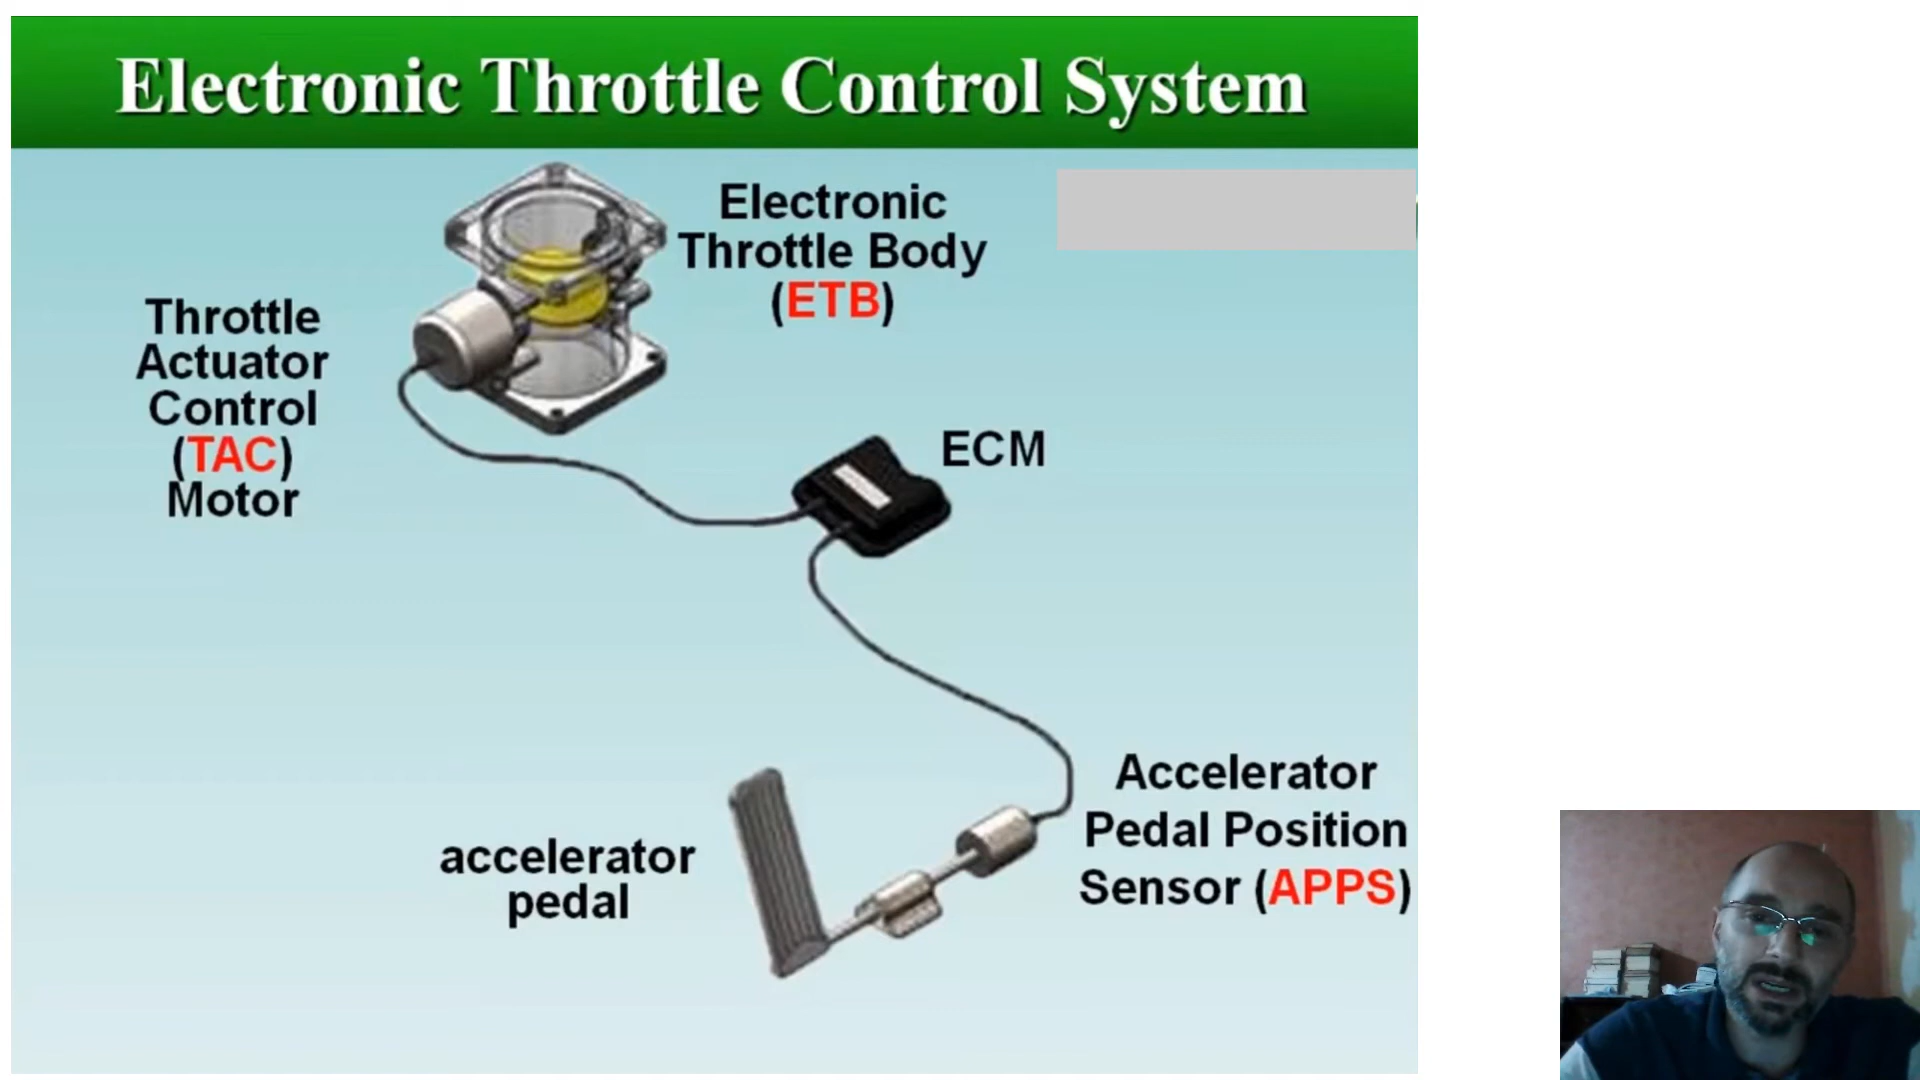 Electronic Throttle Control System
Electronic
Throttle Body
(ETB)
Throttle
Actuator
Control
(TAC)
Motor
ECM
Accelerator
Pedal Position
Sensor (APPS)
accelerator
pedal